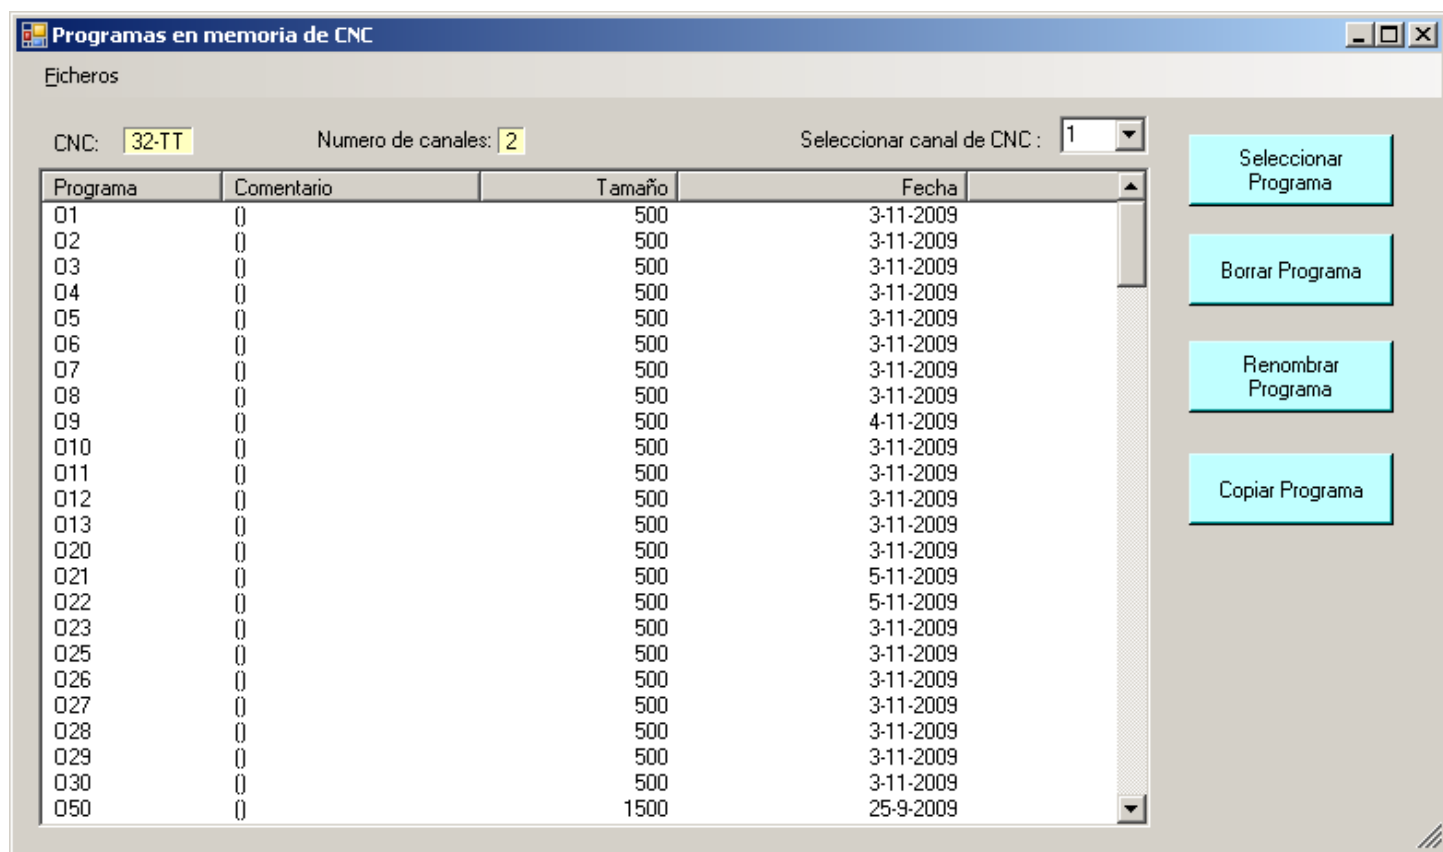 Programas en memoria de CNC
Ficheros
CNC: 32-TT Numero de canales: 2 Seleccionar canal de CNC : 1
Programa Comentario Tamaño Fecha
O1 () 500 3-11-2009
O2 () 500 3-11-2009
O3 () 500 3-11-2009
O4 () 500 3-11-2009
O5 () 500 3-11-2009
O6 () 500 3-11-2009
O7 () 500 3-11-2009
O8 () 500 3-11-2009
O9 () 500 4-11-2009
O10 () 500 3-11-2009
O11 () 500 3-11-2009
O12 () 500 3-11-2009
O13 () 500 3-11-2009
O20 () 500 3-11-2009
O21 () 500 5-11-2009
O22 () 500 5-11-2009
O23 () 500 3-11-2009
O25 () 500 3-11-2009
O26 () 500 3-11-2009
O27 () 500 3-11-2009
O28 () 500 3-11-2009
O29 () 500 3-11-2009
O30 () 500 3-11-2009
O50 () 1500 25-9-2009
Seleccionar
Programa
Borrar Programa
Renombrar
Programa
Copiar Programa